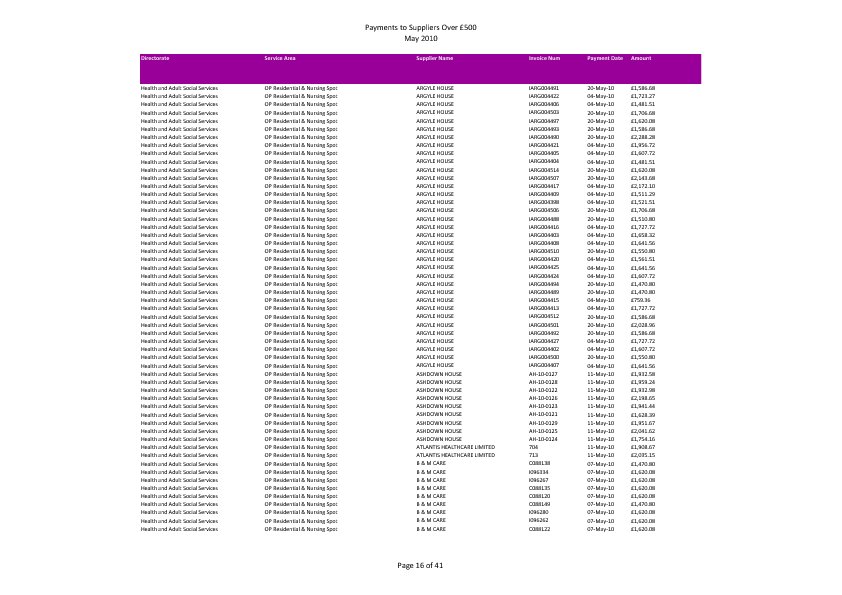 Payments to Suppliers Over £500
May 2010
Directorate Service Area Supplier Name Invoice Num Payment Date Amount
Health and Adult Social Services OP Residential & Nursing Spot ARGYLE HOUSE IARG004491 20-May-10 £1,586.68
Health and Adult Social Services OP Residential & Nursing Spot ARGYLE HOUSE IARG004422 04-May-10 £1,723.27
Health and Adult Social Services OP Residential & Nursing Spot ARGYLE HOUSE IARG004406 04-May-10 £1,481.51
Health and Adult Social Services OP Residential & Nursing Spot ARGYLE HOUSE IARG004503 20-May-10 £1,706.68
Health and Adult Social Services OP Residential & Nursing Spot ARGYLE HOUSE IARG004497 20-May-10 £1,620.08
Health and Adult Social Services OP Residential & Nursing Spot ARGYLE HOUSE IARG004493 20-May-10 £1,586.68
Health and Adult Social Services OP Residential & Nursing Spot ARGYLE HOUSE IARG004490 20-May-10 £2,288.28
Health and Adult Social Services OP Residential & Nursing Spot ARGYLE HOUSE IARG004421 04-May-10 £1,956.72
Health and Adult Social Services OP Residential & Nursing Spot ARGYLE HOUSE IARG004405 04-May-10 £1,607.72
Health and Adult Social Services OP Residential & Nursing Spot ARGYLE HOUSE IARG004404 04-May-10 £1,481.51
Health and Adult Social Services OP Residential & Nursing Spot ARGYLE HOUSE IARG004514 20-May-10 £1,620.08
Health and Adult Social Services OP Residential & Nursing Spot ARGYLE HOUSE IARG004507 20-May-10 £2,143.68
Health and Adult Social Services OP Residential & Nursing Spot ARGYLE HOUSE IARG004417 04-May-10 £2,172.10
Health and Adult Social Services OP Residential & Nursing Spot ARGYLE HOUSE IARG004409 04-May-10 £1,511.29
Health and Adult Social Services OP Residential & Nursing Spot ARGYLE HOUSE IARG004398 04-May-10 £1,521.51
Health and Adult Social Services OP Residential & Nursing Spot ARGYLE HOUSE IARG004506 20-May-10 £1,706.68
Health and Adult Social Services OP Residential & Nursing Spot ARGYLE HOUSE IARG004488 20-May-10 £1,510.80
Health and Adult Social Services OP Residential & Nursing Spot ARGYLE HOUSE IARG004416 04-May-10 £1,727.72
Health and Adult Social Services OP Residential & Nursing Spot ARGYLE HOUSE IARG004403 04-May-10 £1,658.32
Health and Adult Social Services OP Residential & Nursing Spot ARGYLE HOUSE IARG004408 04-May-10 £1,641.56
Health and Adult Social Services OP Residential & Nursing Spot ARGYLE HOUSE IARG004510 20-May-10 £1,550.80
Health and Adult Social Services OP Residential & Nursing Spot ARGYLE HOUSE IARG004420 04-May-10 £1,561.51
Health and Adult Social Services OP Residential & Nursing Spot ARGYLE HOUSE IARG004425 04-May-10 £1,641.56
Health and Adult Social Services OP Residential & Nursing Spot ARGYLE HOUSE IARG004424 04-May-10 £1,607.72
Health and Adult Social Services OP Residential & Nursing Spot ARGYLE HOUSE IARG004494 20-May-10 £1,470.80
Health and Adult Social Services OP Residential & Nursing Spot ARGYLE HOUSE IARG004489 20-May-10 £1,470.80
Health and Adult Social Services OP Residential & Nursing Spot ARGYLE HOUSE IARG004415 04-May-10 £759.36
Health and Adult Social Services OP Residential & Nursing Spot ARGYLE HOUSE IARG004413 04-May-10 £1,727.72
Health and Adult Social Services OP Residential & Nursing Spot ARGYLE HOUSE IARG004512 20-May-10 £1,586.68
Health and Adult Social Services OP Residential & Nursing Spot ARGYLE HOUSE IARG004501 20-May-10 £2,028.96
Health and Adult Social Services OP Residential & Nursing Spot ARGYLE HOUSE IARG004492 20-May-10 £1,586.68
Health and Adult Social Services OP Residential & Nursing Spot ARGYLE HOUSE IARG004427 04-May-10 £1,727.72
Health and Adult Social Services OP Residential & Nursing Spot ARGYLE HOUSE IARG004402 04-May-10 £1,607.72
Health and Adult Social Services OP Residential & Nursing Spot ARGYLE HOUSE IARG004500 20-May-10 £1,550.80
Health and Adult Social Services OP Residential & Nursing Spot ARGYLE HOUSE IARG004407 04-May-10 £1,641.56
Health and Adult Social Services OP Residential & Nursing Spot ASHDOWN HOUSE AH-10-0127 11-May-10 £1,932.58
Health and Adult Social Services OP Residential & Nursing Spot ASHDOWN HOUSE AH-10-0128 11-May-10 £1,959.24
Health and Adult Social Services OP Residential & Nursing Spot ASHDOWN HOUSE AH-10-0122 11-May-10 £1,932.98
Health and Adult Social Services OP Residential & Nursing Spot ASHDOWN HOUSE AH-10-0126 11-May-10 £2,198.65
Health and Adult Social Services OP Residential & Nursing Spot ASHDOWN HOUSE AH-10-0123 11-May-10 £1,941.44
Health and Adult Social Services OP Residential & Nursing Spot ASHDOWN HOUSE AH-10-0121 11-May-10 £1,628.39
Health and Adult Social Services OP Residential & Nursing Spot ASHDOWN HOUSE AH-10-0129 11-May-10 £1,951.67
Health and Adult Social Services OP Residential & Nursing Spot ASHDOWN HOUSE AH-10-0125 11-May-10 £2,041.62
Health and Adult Social Services OP Residential & Nursing Spot ASHDOWN HOUSE AH-10-0124 11-May-10 £1,754.16
Health and Adult Social Services OP Residential & Nursing Spot ATLANTIS HEALTHCARE LIMITED 704 11-May-10 £1,908.67
Health and Adult Social Services OP Residential & Nursing Spot ATLANTIS HEALTHCARE LIMITED 713 11-May-10 £2,035.15
Health and Adult Social Services OP Residential & Nursing Spot B & M CARE C088138 07-May-10 £1,470.80
Health and Adult Social Services OP Residential & Nursing Spot B & M CARE I096334 07-May-10 £1,620.08
Health and Adult Social Services OP Residential & Nursing Spot B & M CARE I096267 07-May-10 £1,620.08
Health and Adult Social Services OP Residential & Nursing Spot B & M CARE C088135 07-May-10 £1,620.08
Health and Adult Social Services OP Residential & Nursing Spot B & M CARE C088120 07-May-10 £1,620.08
Health and Adult Social Services OP Residential & Nursing Spot B & M CARE C088149 07-May-10 £1,470.80
Health and Adult Social Services OP Residential & Nursing Spot B & M CARE I096280 07-May-10 £1,620.08
Health and Adult Social Services OP Residential & Nursing Spot B & M CARE I096262 07-May-10 £1,620.08
Health and Adult Social Services OP Residential & Nursing Spot B & M CARE C088122 07-May-10 £1,620.08
Page 16 of 41